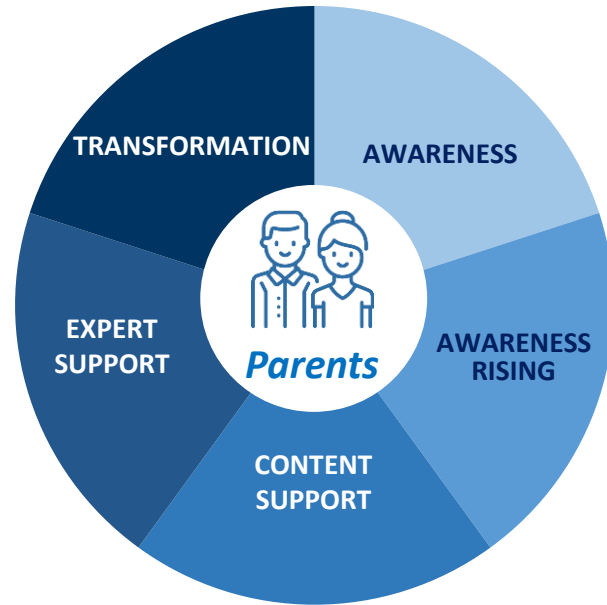 TRANSFORMATION
AWARENESS
EXPERT
SUPPORT
Parents
AWARENESS
RISING
CONTENT
SUPPORT